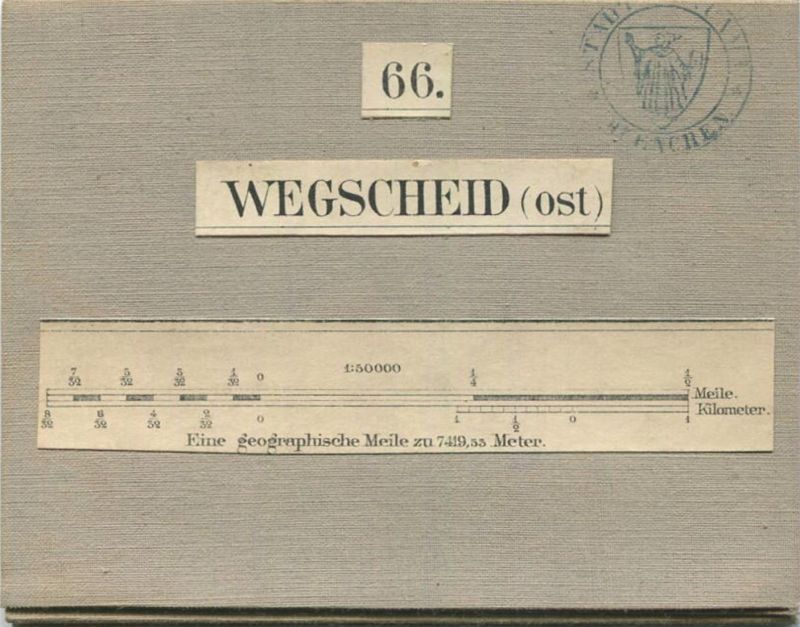 66.
WEGSCHEID (ost)
1:50000
7/32 5/32 3/32 1/32 0 1/4 1/2
Meile.
8/32 6/32 4/32 2/32 0 1 1/2 0 1
Kilometer.
Eine geographische Meile zu 7419,53 Meter.